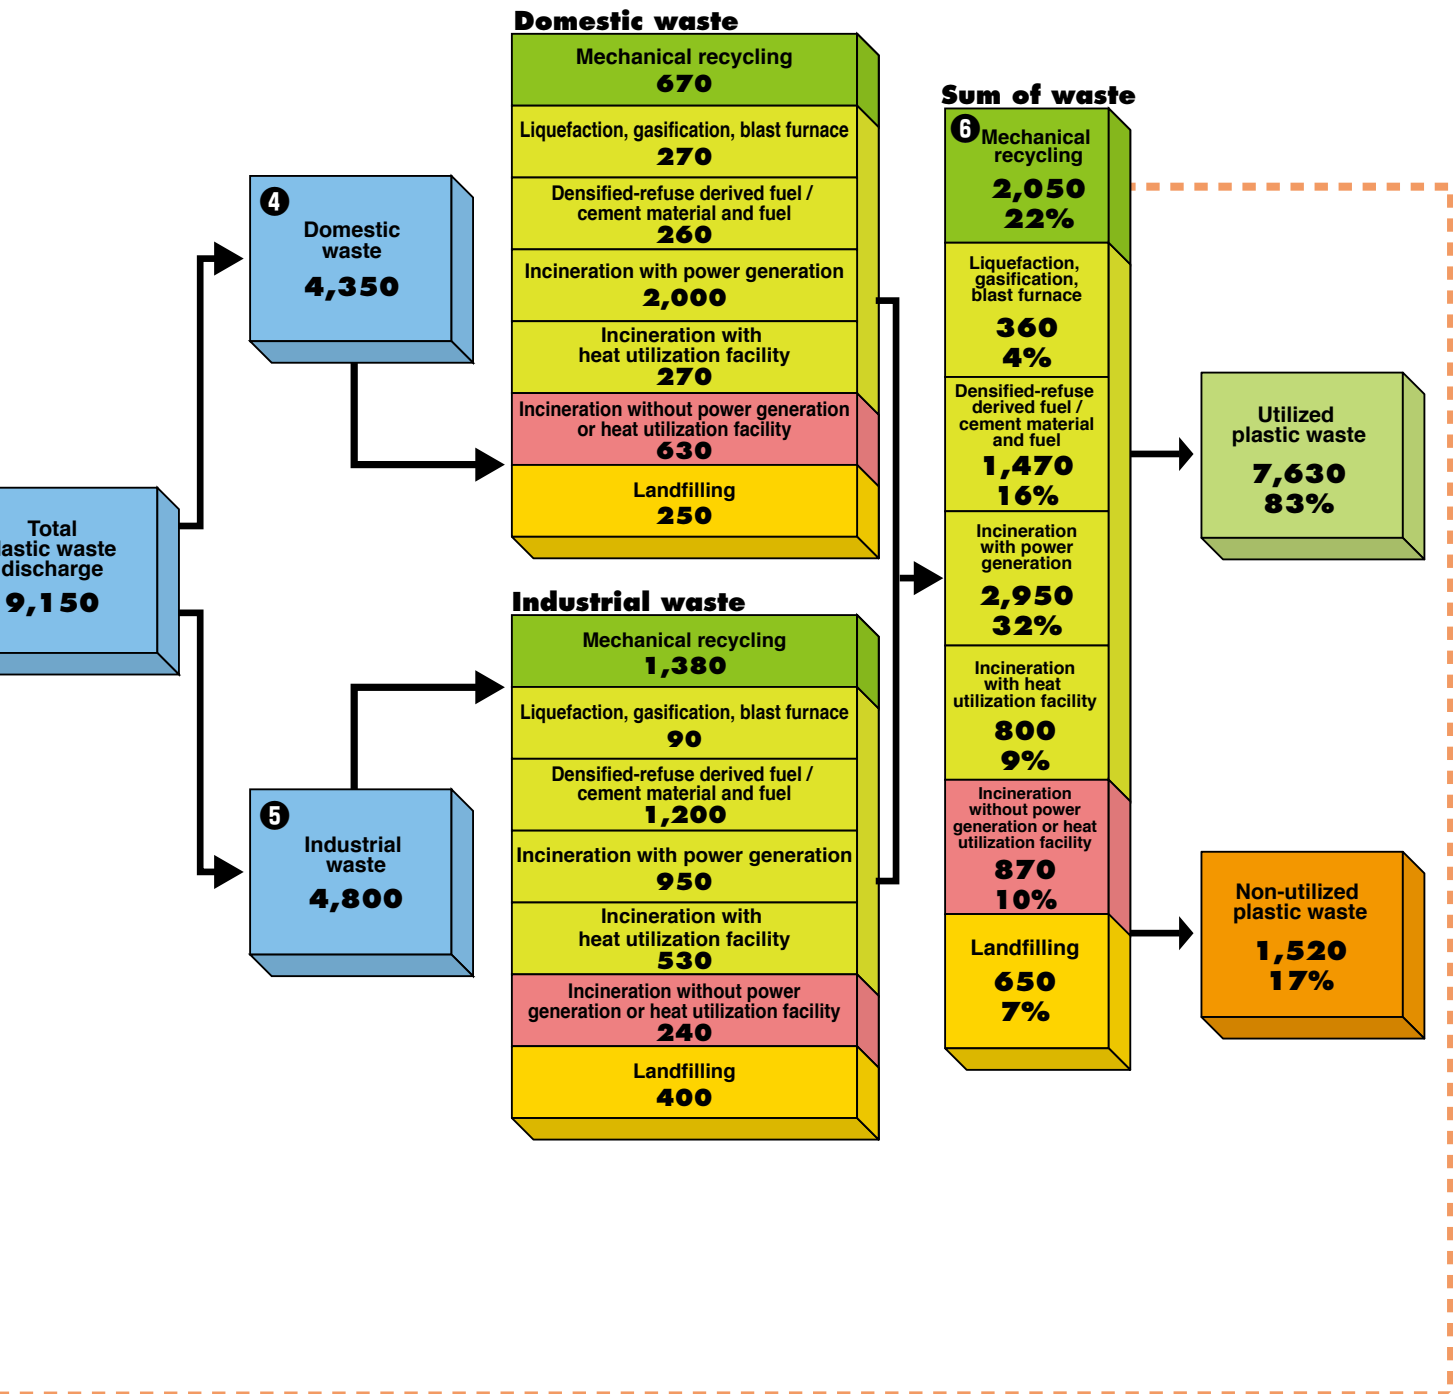 Total
lastic waste
discharge
9,150
4
Domestic
waste
4,350
5
Industrial
waste
4,800
Domestic waste
Mechanical recycling
670
Liquefaction, gasification, blast furnace
270
Densified-refuse derived fuel /
cement material and fuel
260
Incineration with power generation
2,000
Incineration with
heat utilization facility
270
Incineration without power generation
or heat utilization facility
630
Landfilling
250
Industrial waste
Mechanical recycling
1,380
Liquefaction, gasification, blast furnace
90
Densified-refuse derived fuel /
cement material and fuel
1,200
Incineration with power generation
950
Incineration with
heat utilization facility
530
Incineration without power
generation or heat utilization facility
240
Landfilling
400
Sum of waste
6
Mechanical
recycling
2,050
22%
Liquefaction,
gasification,
blast furnace
360
4%
Densified-refuse
derived fuel /
cement material
and fuel
1,470
16%
Incineration
with power
generation
2,950
32%
Incineration
with heat
utilization facility
800
9%
Incineration
without power
generation or heat
utilization facility
870
10%
Landfilling
650
7%
Utilized
plastic waste
7,630
83%
Non-utilized
plastic waste
1,520
17%